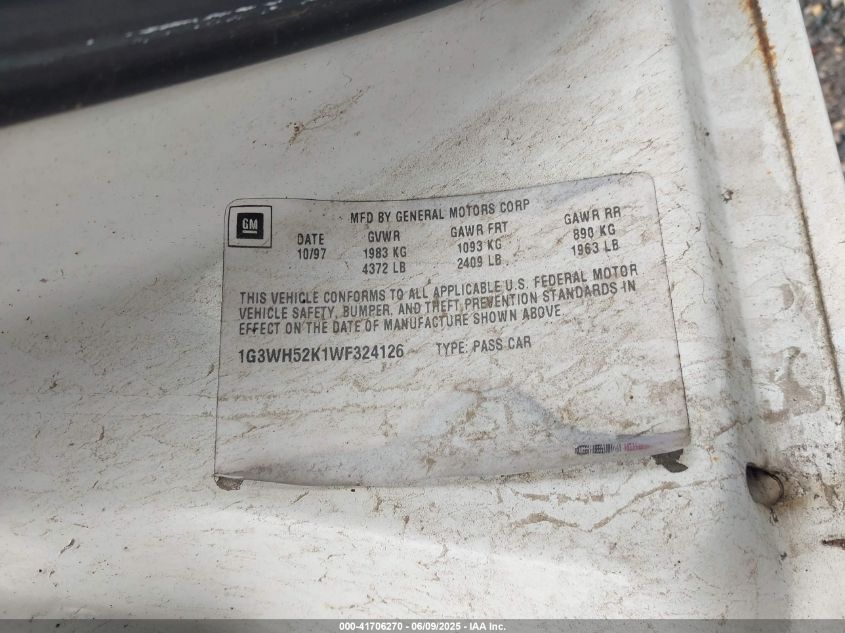 MFD BY GENERAL MOTORS CORP
GM
DATE GVWR GAWR FRT GAWR RR
10/97 1983 KG 1093 KG 890 KG
4372 LB 2409 LB 1963 LB
THIS VEHICLE CONFORMS TO ALL APPLICABLE U.S. FEDERAL MOTOR
VEHICLE SAFETY, BUMPER, AND THEFT PREVENTION STANDARDS IN
EFFECT ON THE DATE OF MANUFACTURE SHOWN ABOVE.
1G3WH52K1WF324126 TYPE: PASS CAR
000-41706270 - 06/09/2025 - IAA Inc.